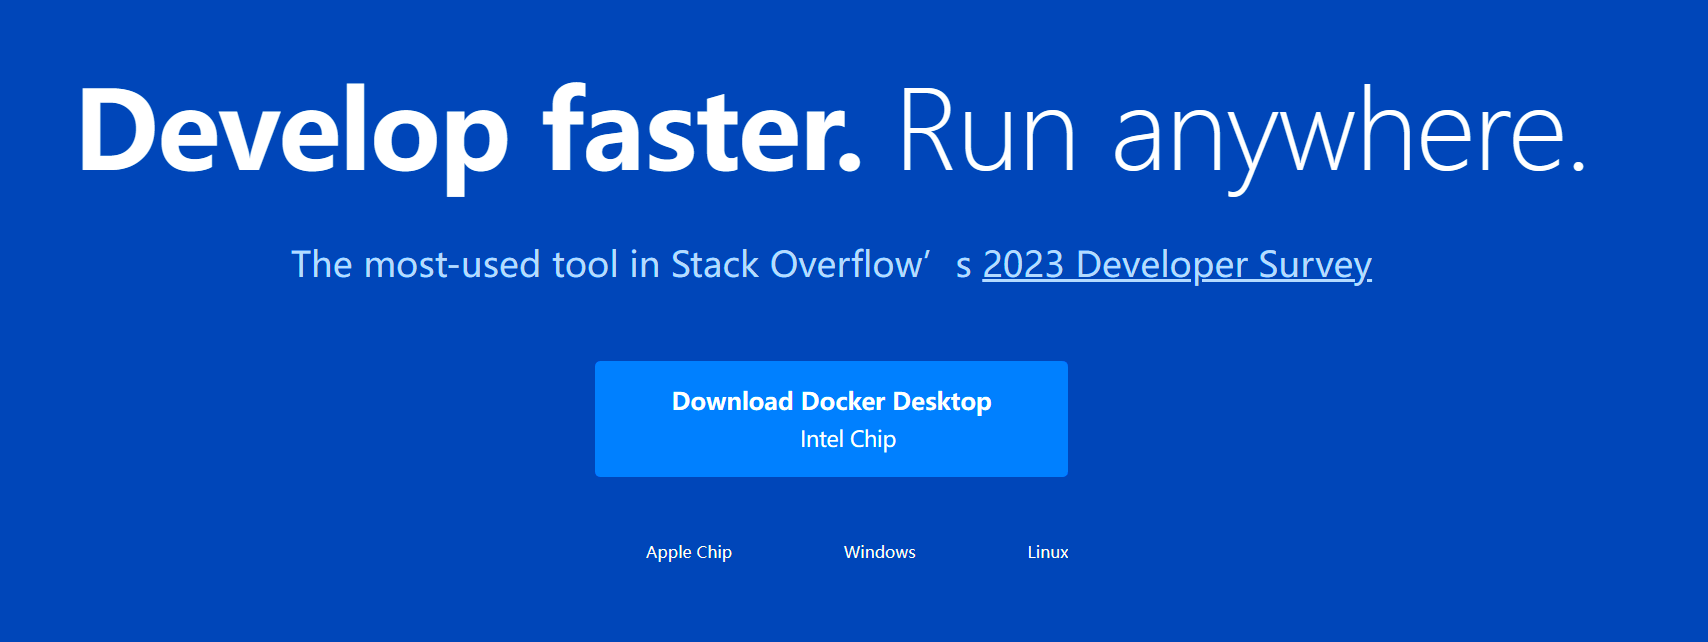 Develop faster. Run anywhere.
The most-used tool in Stack Overflow’s 2023 Developer Survey
Download Docker Desktop
Intel Chip
Apple Chip Windows Linux